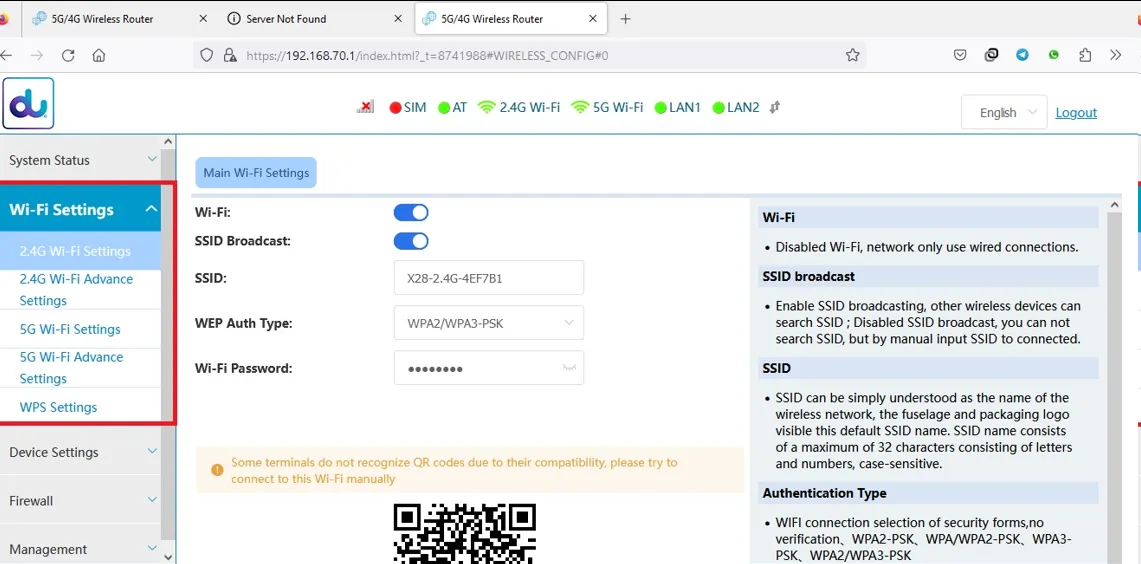 5G/4G Wireless Router
Server Not Found
5G/4G Wireless Router
https://192.168.70.1/index.html?_t=8741988#WIRELESS_CONFIG#0
du
SIM
AT
2.4G Wi-Fi
5G Wi-Fi
LAN1
LAN2
English
Logout
System Status
Wi-Fi Settings
2.4G Wi-Fi Settings
2.4G Wi-Fi Advance
Settings
5G Wi-Fi Settings
5G Wi-Fi Advance
Settings
WPS Settings
Device Settings
Firewall
Management
Main Wi-Fi Settings
Wi-Fi:
SSID Broadcast:
SSID: X28-2.4G-4EF7B1
WEP Auth Type: WPA2/WPA3-PSK
Wi-Fi Password: ●●●●●●●●
Some terminals do not recognize QR codes due to their compatibility, please try to
connect to this Wi-Fi manually
Wi-Fi
• Disabled Wi-Fi, network only use wired connections.
SSID broadcast
• Enable SSID broadcasting, other wireless devices can
search SSID ; Disabled SSID broadcast, you can not
search SSID, but by manual input SSID to connected.
SSID
• SSID can be simply understood as the name of the
wireless network, the fuselage and packaging logo
visible this default SSID name. SSID name consists
of a maximum of 32 characters consisting of letters
and numbers, case-sensitive.
Authentication Type
• WIFI connection selection of security forms,no
verification、WPA2-PSK、WPA/WPA2-PSK、WPA3-
PSK、WPA2/WPA3-PSK